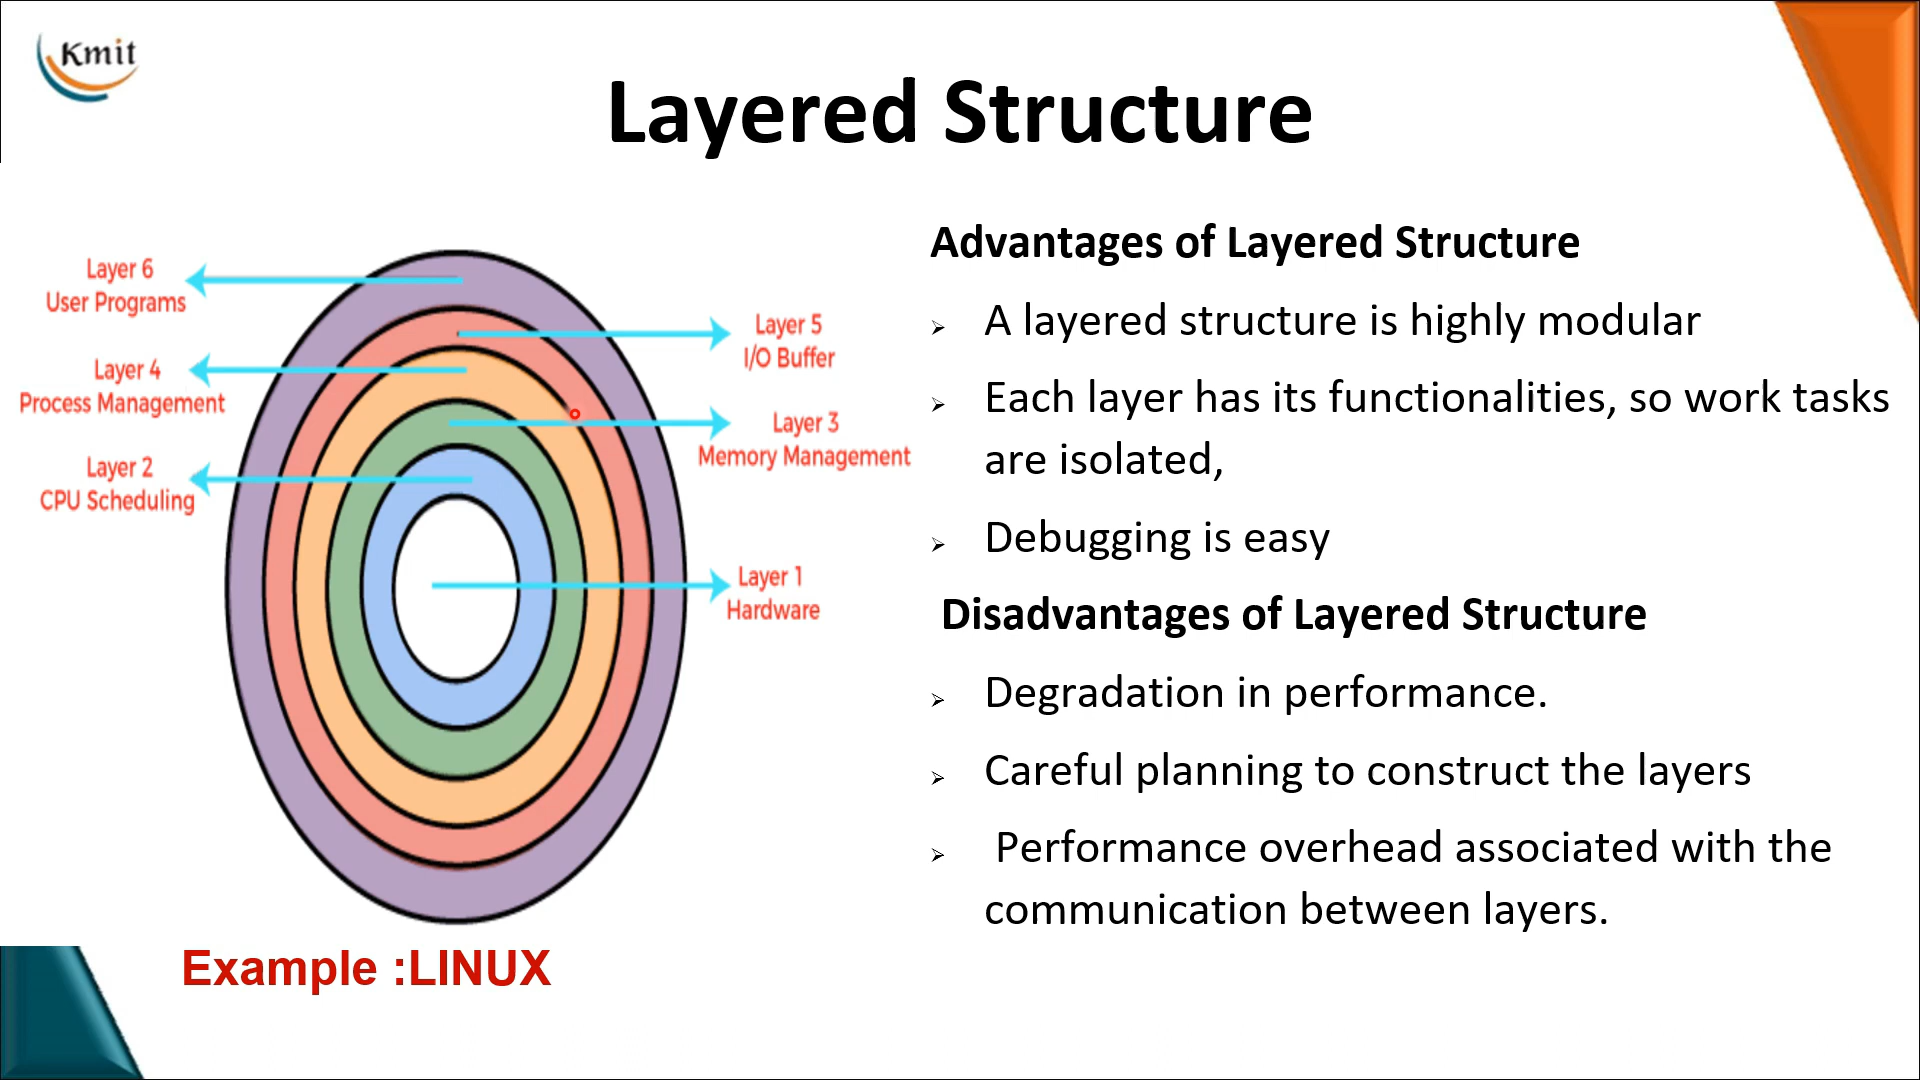 Kmit
Layered Structure
Layer 6
User Programs
Layer 5
I/O Buffer
Layer 4
Process Management
Layer 3
Memory Management
Layer 2
CPU Scheduling
Layer 1
Hardware
Example :LINUX
Advantages of Layered Structure
A layered structure is highly modular
Each layer has its functionalities, so work tasks
are isolated,
Debugging is easy
Disadvantages of Layered Structure
Degradation in performance.
Careful planning to construct the layers
Performance overhead associated with the
communication between layers.